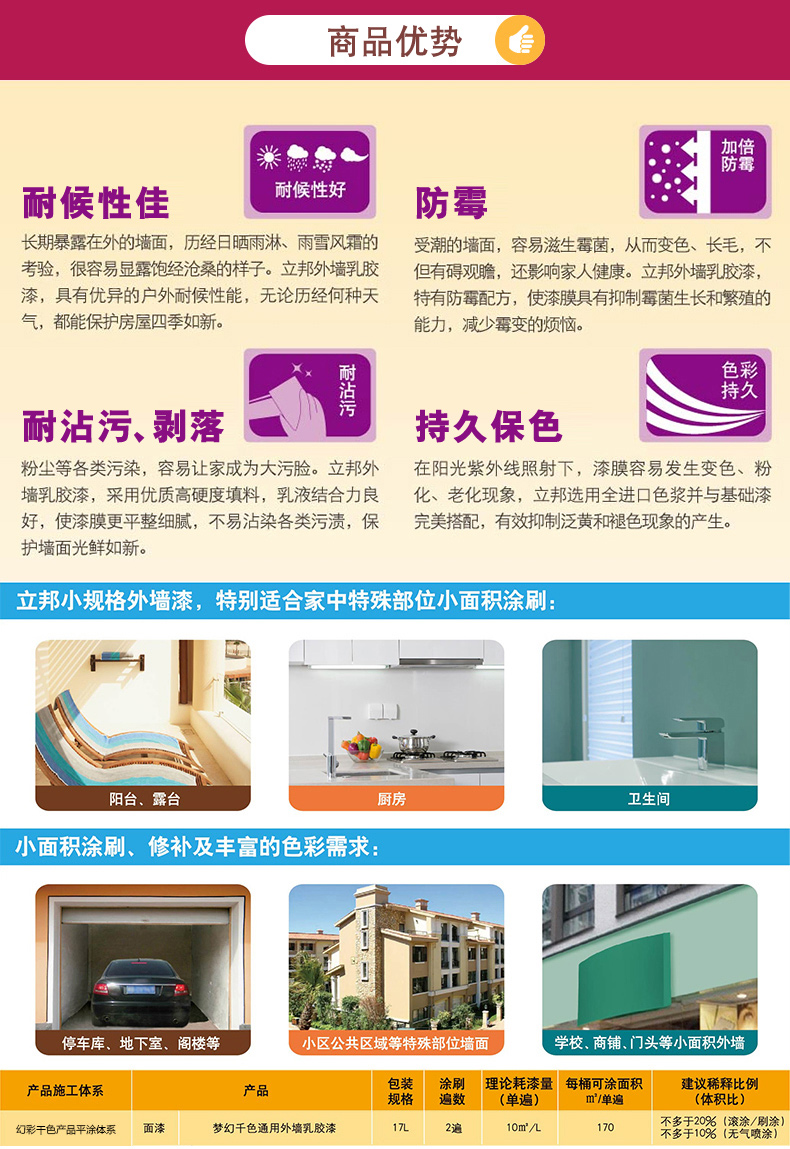 商品优势
耐候性好
耐候性佳
长期暴露在外的墙面，历经日晒雨淋、雨雪风霜的
考验，很容易显露饱经沧桑的样子。立邦外墙乳胶
漆，具有优异的户外耐候性能，无论历经何种天
气，都能保护房屋四季如新。
加倍
防霉
防霉
受潮的墙面，容易滋生霉菌，从而变色、长毛，不
但有碍观瞻，还影响家人健康。立邦外墙乳胶漆，
特有防霉配方，使漆膜具有抑制霉菌生长和繁殖的
能力，减少霉变的烦恼。
耐沾污
耐沾污、剥落
粉尘等各类污染，容易让家成为大污脸。立邦外
墙乳胶漆，采用优质高硬度填料，乳液结合力良
好，使漆膜更平整细腻，不易沾染各类污渍，保
护墙面光鲜如新。
色彩
持久
持久保色
在阳光紫外线照射下，漆膜容易发生变色、粉
化、老化现象，立邦选用全进口色浆并与基础漆
完美搭配，有效抑制泛黄和褪色现象的产生。
立邦小规格外墙漆，特别适合家中特殊部位小面积涂刷：
阳台、露台
厨房
卫生间
小面积涂刷、修补及丰富的色彩需求：
停车库、地下室、阁楼等
小区公共区域等特殊部位墙面
学校、商铺、门头等小面积外墙
产品施工体系 产品 包装规格 涂刷遍数 理论耗漆量（单遍） 每桶可涂面积㎡/单遍 建议稀释比例（体积比）
幻彩千色产品平涂体系 面漆 梦幻千色通用外墙乳胶漆 17L 2遍 10㎡/L 170 不多于20%（滚涂/刷涂）
不多于10%（无气喷涂）